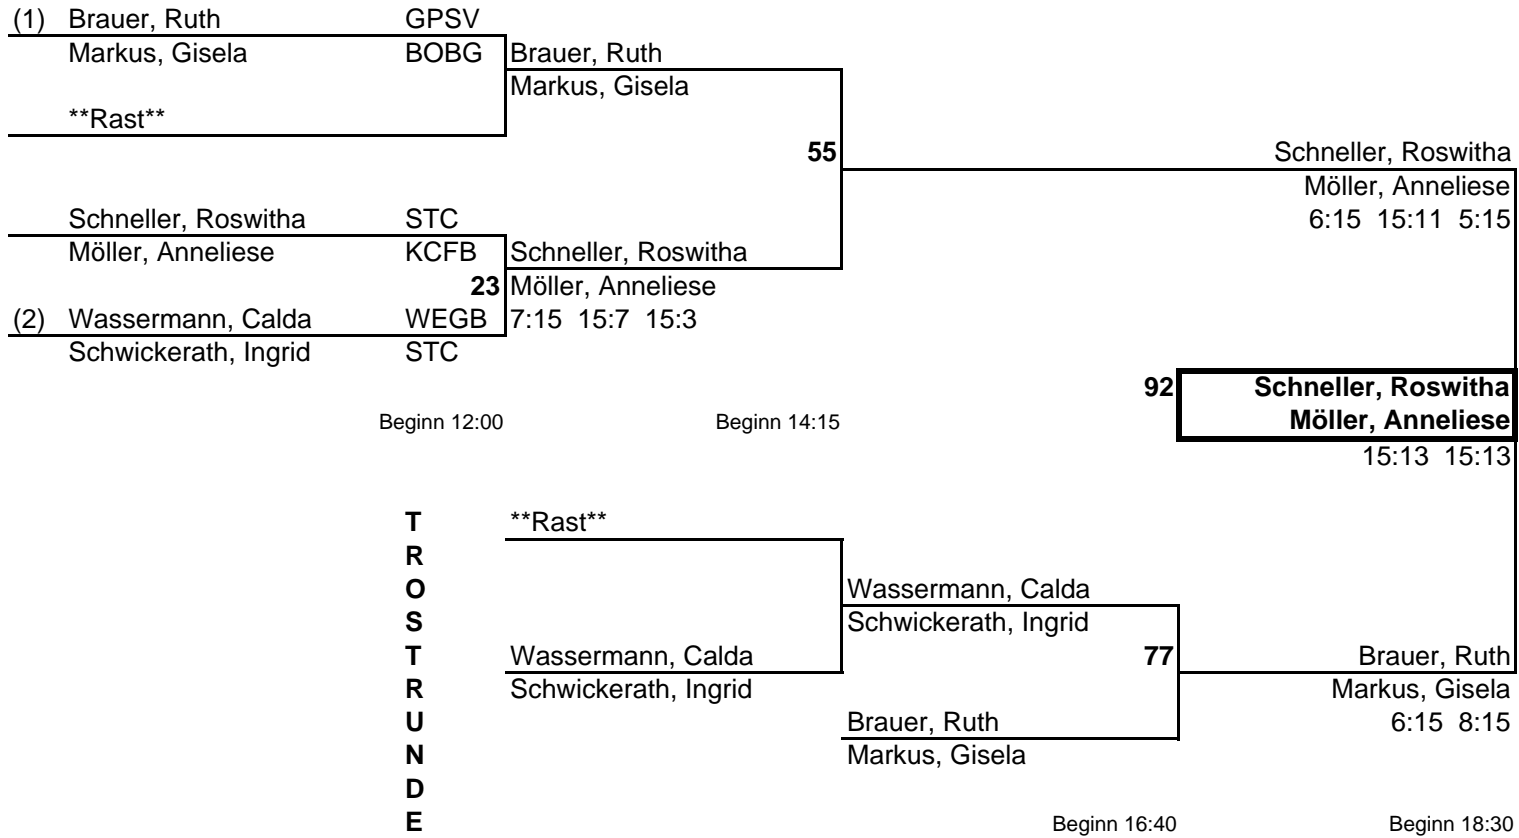 (1) Brauer, Ruth GPSV
Markus, Gisela BOBG Brauer, Ruth
Markus, Gisela
**Rast**
55 Schneller, Roswitha
Möller, Anneliese
Schneller, Roswitha STC 6:15 15:11 5:15
Möller, Anneliese KCFB Schneller, Roswitha
23 Möller, Anneliese
(2) Wassermann, Calda WEGB 7:15 15:7 15:3
Schwickerath, Ingrid STC
92 Schneller, Roswitha
Beginn 12:00 Beginn 14:15 Möller, Anneliese
15:13 15:13
T **Rast**
R
O Wassermann, Calda
S Schwickerath, Ingrid
T Wassermann, Calda 77 Brauer, Ruth
R Schwickerath, Ingrid Markus, Gisela
U Brauer, Ruth 6:15 8:15
N Markus, Gisela
D
E Beginn 16:40 Beginn 18:30